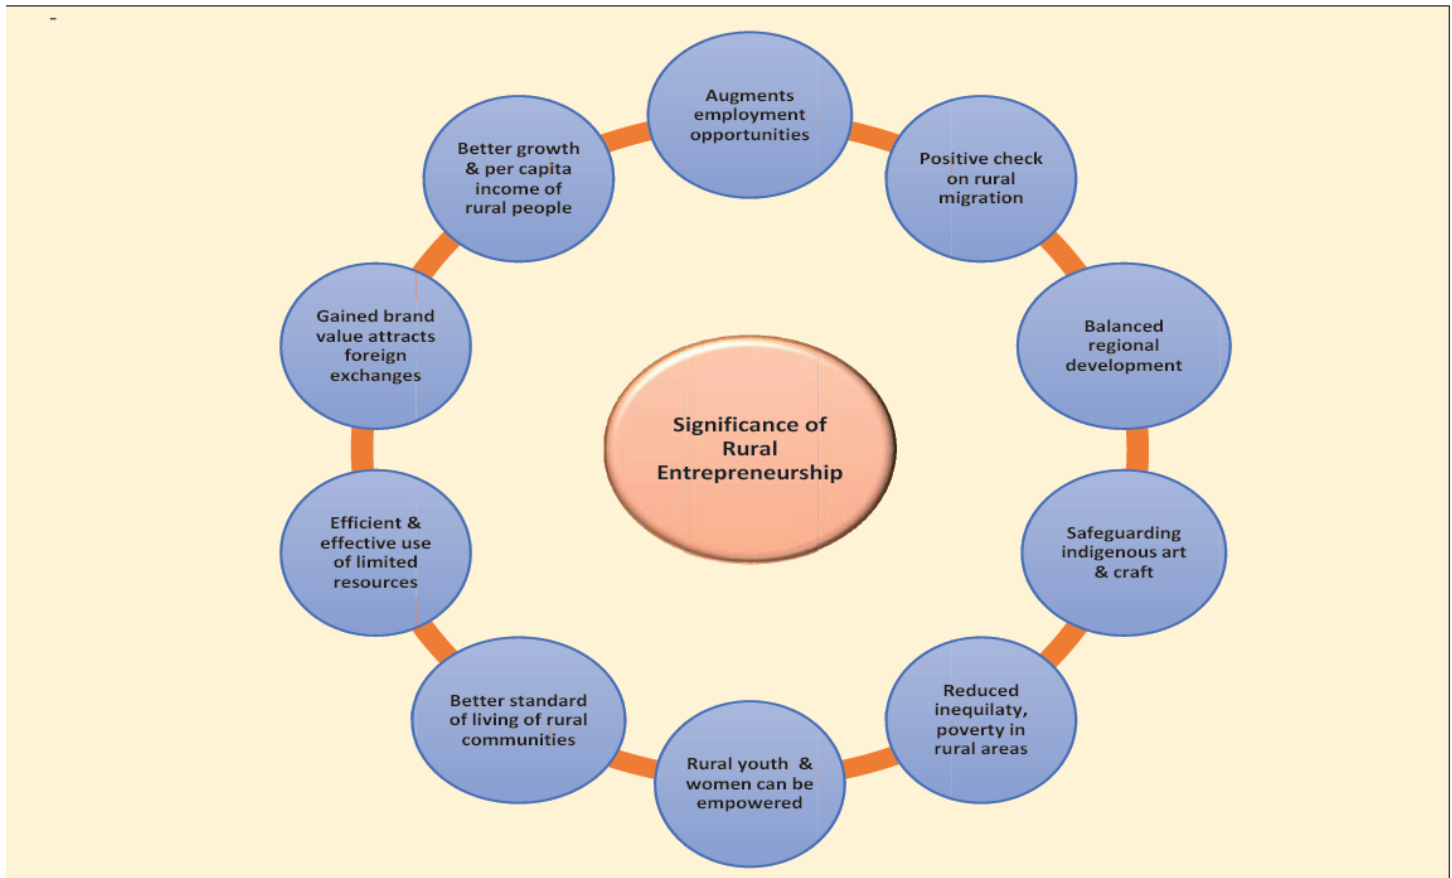 Augments
employment
opportunities
Positive check
on rural
migration
Balanced
regional
development
Safeguarding
indigenous art
& craft
Reduced
inequilaty,
poverty in
rural areas
Rural youth & 
women can be
empowered
Better standard
of living of rural
communities
Efficient &
effective use
of limited
resources
Gained brand
value attracts
foreign
exchanges
Better growth
& per capita
income of
rural people
Significance of
Rural
Entrepreneurship